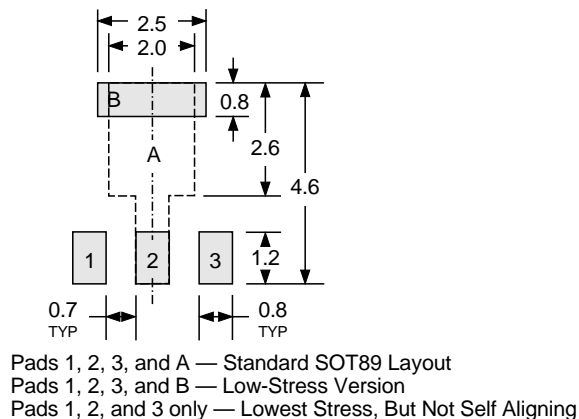 2.5
2.0
B
0.8
A
2.6
4.6
1
2
3
1.2
0.7
TYP
0.8
TYP
Pads 1, 2, 3, and A — Standard SOT89 Layout
Pads 1, 2, 3, and B — Low-Stress Version
Pads 1, 2, and 3 only — Lowest Stress, But Not Self Aligning